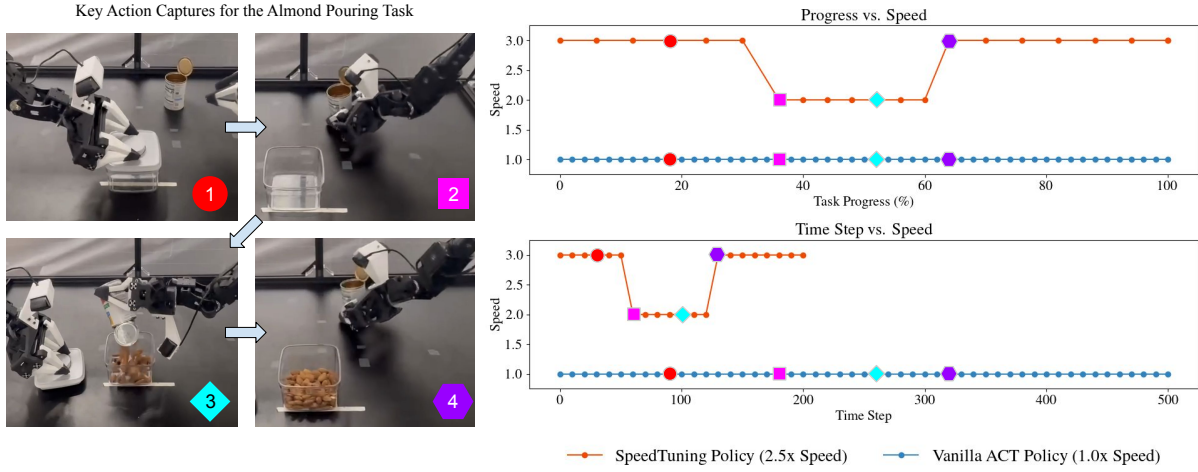 Key Action Captures for the Almond Pouring Task
1
2
3
4
Progress vs. Speed
Speed
3.0
2.5
2.0
1.5
1.0
0
20
40
60
80
100
Task Progress (%)
Time Step vs. Speed
Speed
3.0
2.5
2.0
1.5
1.0
0
100
200
300
400
500
Time Step
SpeedTuning Policy (2.5x Speed)
Vanilla ACT Policy (1.0x Speed)